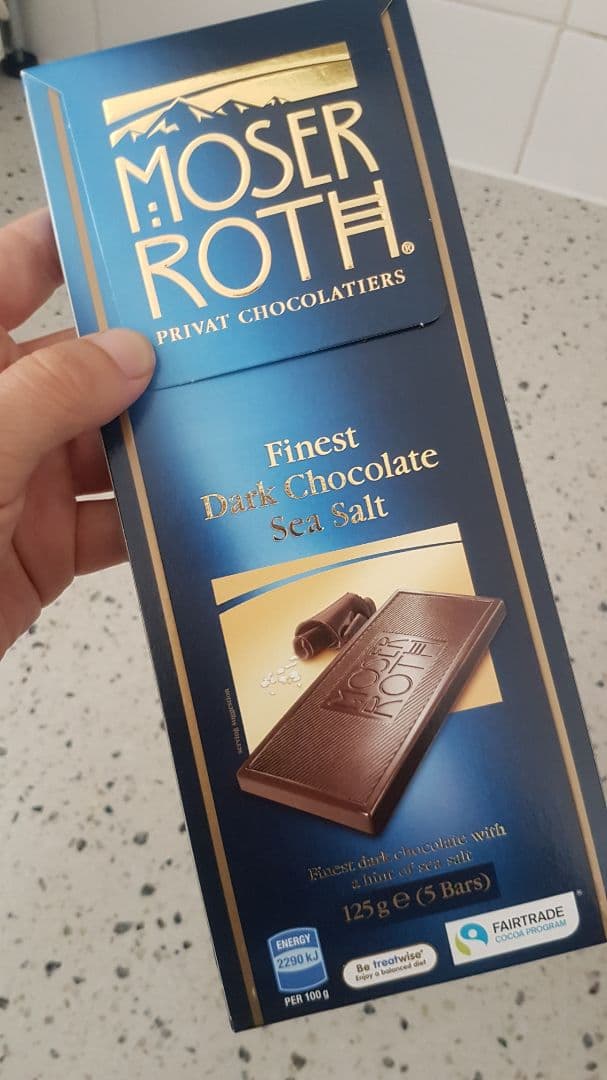 MOSER
ROTH®
PRIVAT CHOCOLATIERS
Finest
Dark Chocolate
Sea Salt
MOSER
ROTH
serving suggestion
Finest dark chocolate with
a hint of sea salt
125 g e (5 Bars)
ENERGY
2290 kJ
PER 100 g
Be treatwise®
Enjoy a balanced diet
FAIRTRADE
COCOA PROGRAM